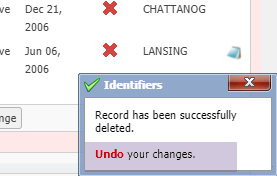 ve Dec 21, 2006 CHATTANOG
ve Jun 06, 2006 LANSING
nge
Identifiers
Record has been successfully
deleted.
Undo your changes.